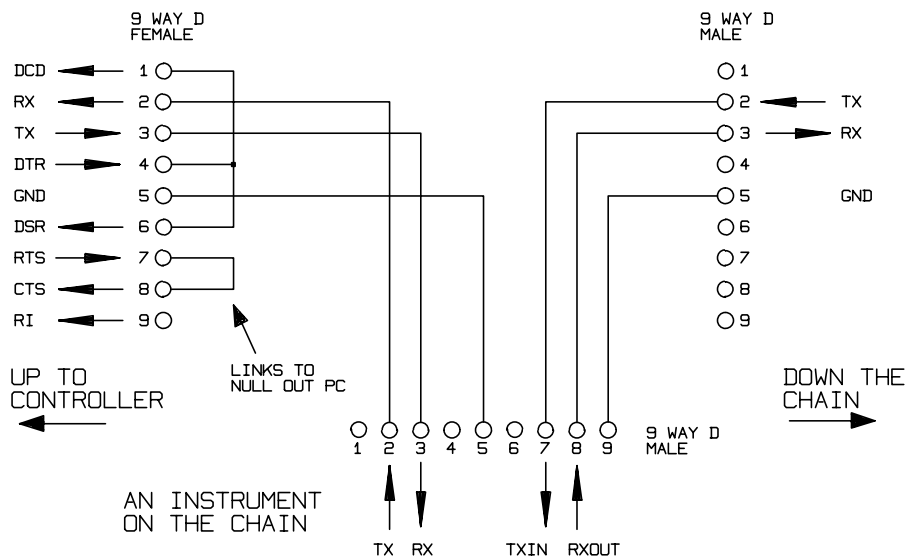 9 WAY D
FEMALE
9 WAY D
MALE
DCD 1
RX 2
TX 3
DTR 4
GND 5
DSR 6
RTS 7
CTS 8
RI 9
1
2 TX
3 RX
4
5 GND
6
7
8
9
LINKS TO
NULL OUT PC
UP TO
CONTROLLER
DOWN THE
CHAIN
1 2 3 4 5 6 7 8 9
9 WAY D
MALE
AN INSTRUMENT
ON THE CHAIN
TX RX TXIN RXOUT